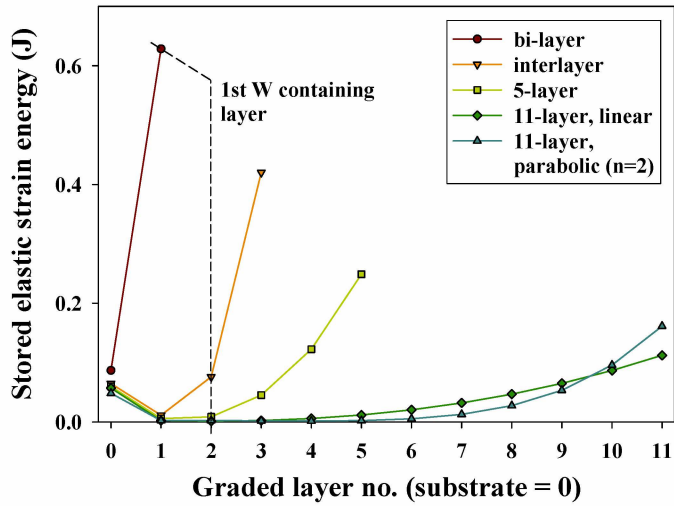 Stored elastic strain energy (J)
0.6
0.4
0.2
0.0
1st W containing
layer
bi-layer
interlayer
5-layer
11-layer, linear
11-layer,
parabolic (n=2)
0 1 2 3 4 5 6 7 8 9 10 11
Graded layer no. (substrate = 0)